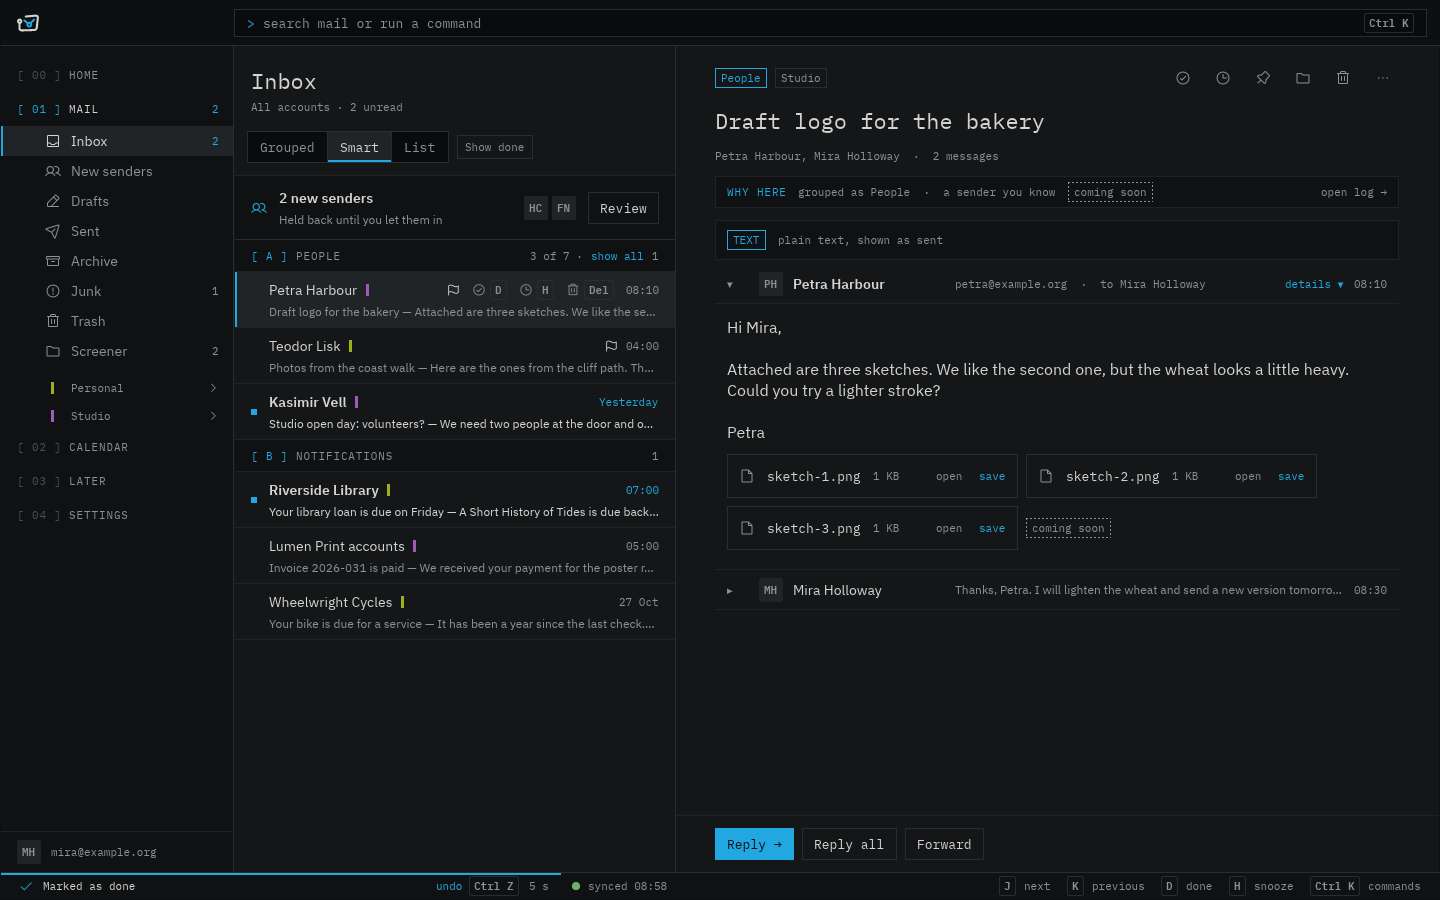 > search mail or run a command Ctrl K
[ 00 ] HOME
[ 01 ] MAIL 2
Inbox 2
New senders
Drafts
Sent
Archive
Junk 1
Trash
Screener 2
Personal
Studio
[ 02 ] CALENDAR
[ 03 ] LATER
[ 04 ] SETTINGS
MH mira@example.org
Inbox
All accounts · 2 unread
Grouped Smart List Show done
2 new senders
Held back until you let them in
HC FN Review
[ A ] PEOPLE 3 of 7 · show all 1
Petra Harbour D H Del 08:10
Draft logo for the bakery — Attached are three sketches. We like the se…
Teodor Lisk 04:00
Photos from the coast walk — Here are the ones from the cliff path. Th…
Kasimir Vell Yesterday
Studio open day: volunteers? — We need two people at the door and o…
[ B ] NOTIFICATIONS 1
Riverside Library 07:00
Your library loan is due on Friday — A Short History of Tides is due back…
Lumen Print accounts 05:00
Invoice 2026-031 is paid — We received your payment for the poster r…
Wheelwright Cycles 27 Oct
Your bike is due for a service — It has been a year since the last check.…
People Studio
Draft logo for the bakery
Petra Harbour, Mira Holloway · 2 messages
WHY HERE grouped as People · a sender you know coming soon open log →
TEXT plain text, shown as sent
▾ PH Petra Harbour petra@example.org · to Mira Holloway details ▾ 08:10
Hi Mira,
Attached are three sketches. We like the second one, but the wheat looks a little heavy.
Could you try a lighter stroke?
Petra
sketch-1.png 1 KB open save sketch-2.png 1 KB open save
sketch-3.png 1 KB open save coming soon
▸ MH Mira Holloway Thanks, Petra. I will lighten the wheat and send a new version tomorro… 08:30
Reply → Reply all Forward
Marked as done undo Ctrl Z 5 s synced 08:58 J next K previous D done H snooze Ctrl K commands